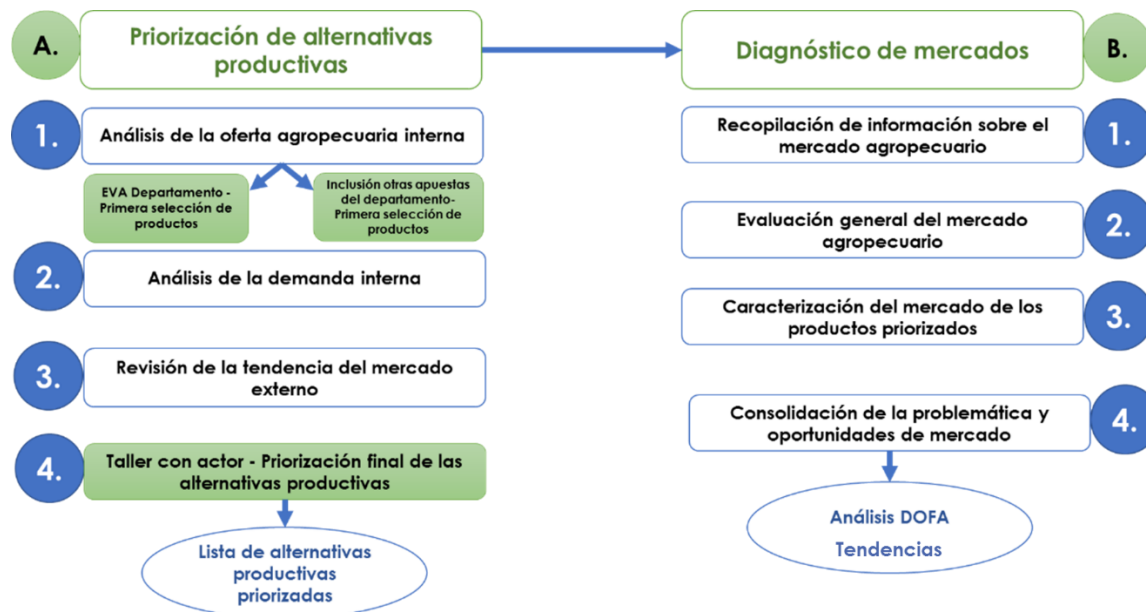 A.
Priorización de alternativas
productivas
1.
Análisis de la oferta agropecuaria interna
EVA Departamento -
Primera selección de
productos
Inclusión otras apuestas
del departamento-
Primera selección de
productos
2.
Análisis de la demanda interna
3.
Revisión de la tendencia del mercado
externo
4.
Taller con actor - Priorización final de las
alternativas productivas
Lista de alternativas
productivas
priorizadas
Diagnóstico de mercados
B.
Recopilación de información sobre el
mercado agropecuario
1.
Evaluación general del mercado
agropecuario
2.
Caracterización del mercado de los
productos priorizados
3.
Consolidación de la problemática y
oportunidades de mercado
4.
Análisis DOFA
Tendencias